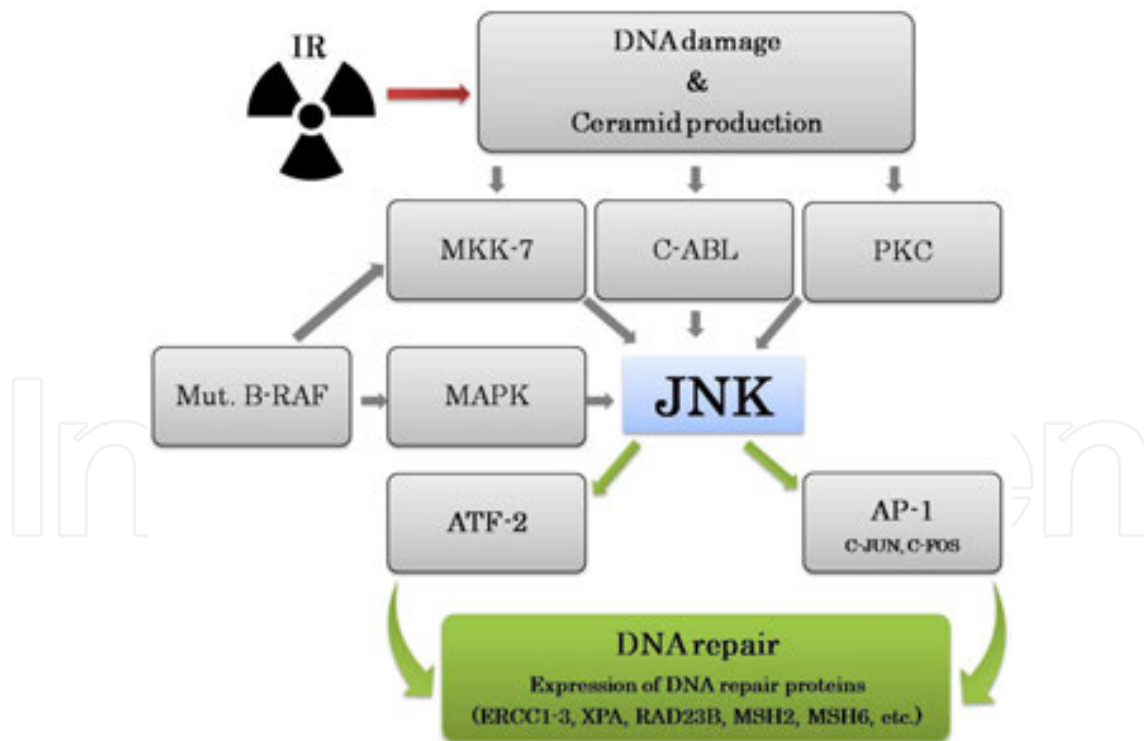 IR
DNA damage
&
Ceramid production
MKK-7
C-ABL
PKC
Mut. B-RAF
MAPK
JNK
ATF-2
AP-1
C-JUN, C-FOS
DNA repair
Expression of DNA repair proteins
(ERCC1-3, XPA, RAD23B, MSH2, MSH6, etc.)